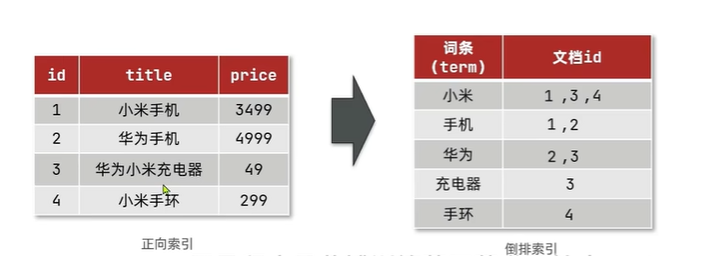 id title price
1 小米手机 3499
2 华为手机 4999
3 华为小米充电器 49
4 小米手环 299
正向索引
词条
(term) 文档id
小米 1 ,3 ,4
手机 1 ,2
华为 2 ,3
充电器 3
手环 4
倒排索引